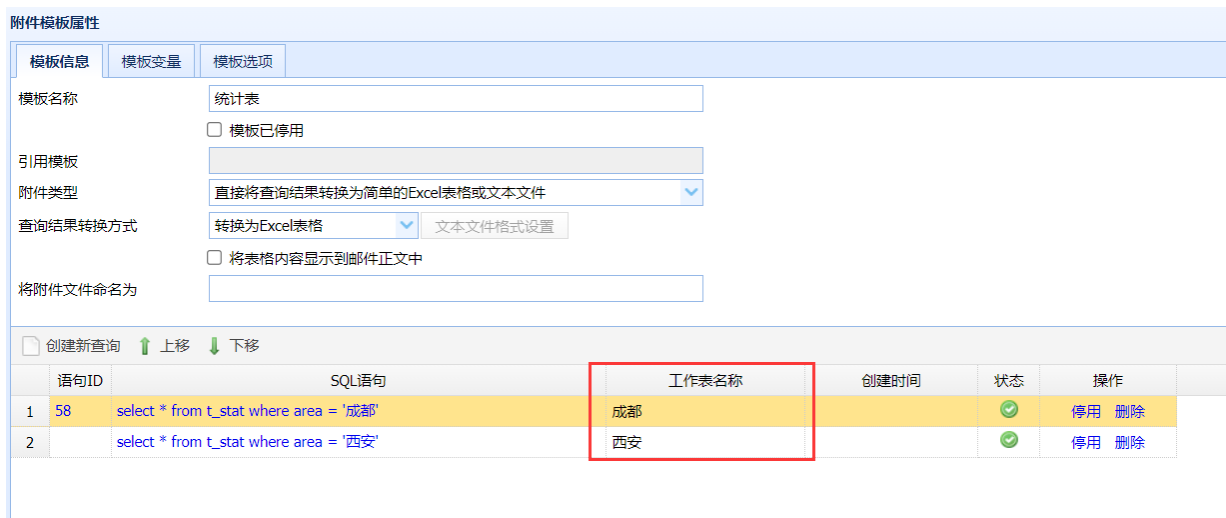 附件模板属性
模板信息 模板变量 模板选项
模板名称 统计表
模板已停用
引用模板
附件类型 直接将查询结果转换为简单的Excel表格或文本文件
查询结果转换方式 转换为Excel表格 文本文件格式设置
将表格内容显示到邮件正文中
将附件文件命名为
创建新查询 上移 下移
语句ID SQL语句 工作表名称 创建时间 状态 操作
1 58 select * from t_stat where area = '成都' 成都 停用 删除
2 select * from t_stat where area = '西安' 西安 停用 删除